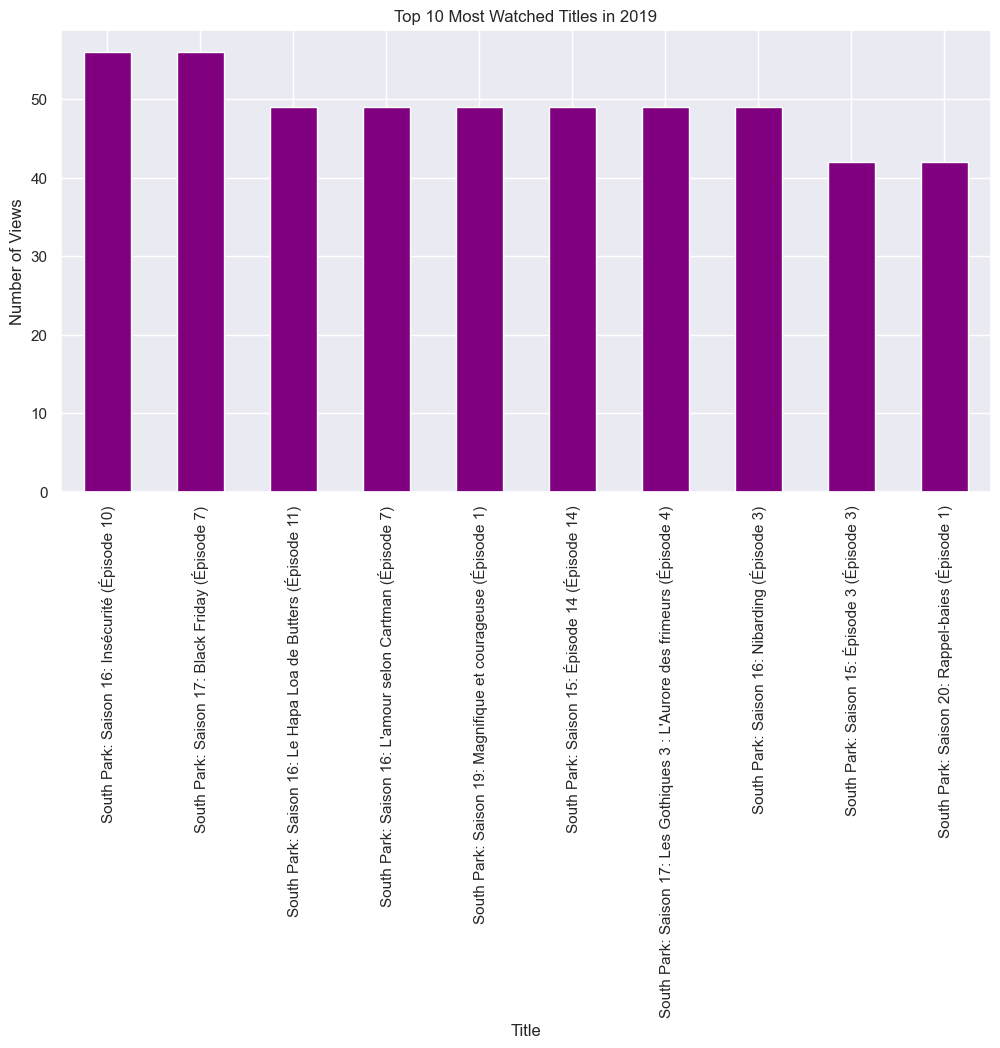 Top 10 Most Watched Titles in 2019
Number of Views
50
40
30
20
10
0
South Park: Saison 16: Insécurité (Épisode 10)
South Park: Saison 17: Black Friday (Épisode 7)
South Park: Saison 16: Le Hapa Loa de Butters (Épisode 11)
South Park: Saison 16: L'amour selon Cartman (Épisode 7)
South Park: Saison 19: Magnifique et courageuse (Épisode 1)
South Park: Saison 15: Épisode 14 (Épisode 14)
South Park: Saison 17: Les Gothiques 3 : L'Aurore des frimeurs (Épisode 4)
South Park: Saison 16: Nibarding (Épisode 3)
South Park: Saison 15: Épisode 3 (Épisode 3)
South Park: Saison 20: Rappel-baies (Épisode 1)
Title